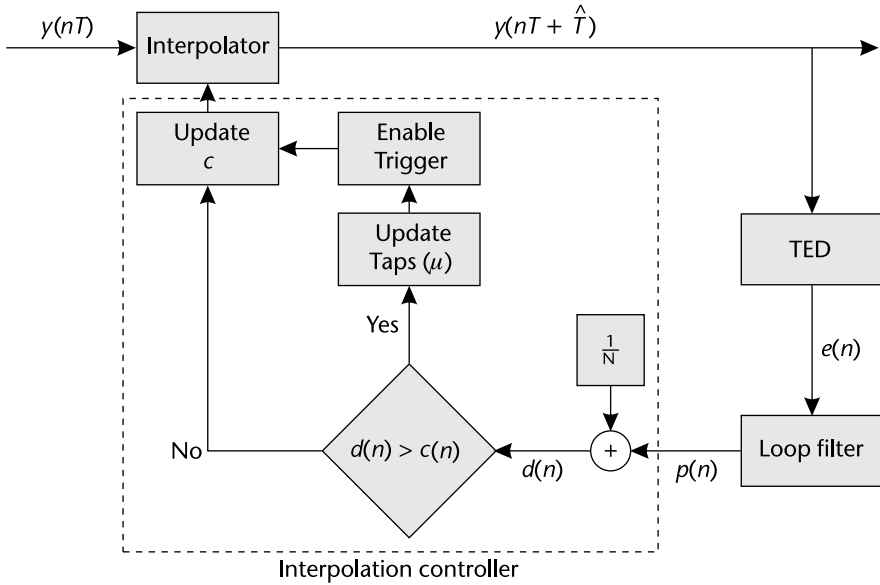 y(nT)
Interpolator
y(nT + T̂)
Update
c
Enable
Trigger
Update
Taps (μ)
TED
Yes
1/N
e(n)
No
d(n) > c(n)
+
d(n)
p(n)
Loop filter
Interpolation controller